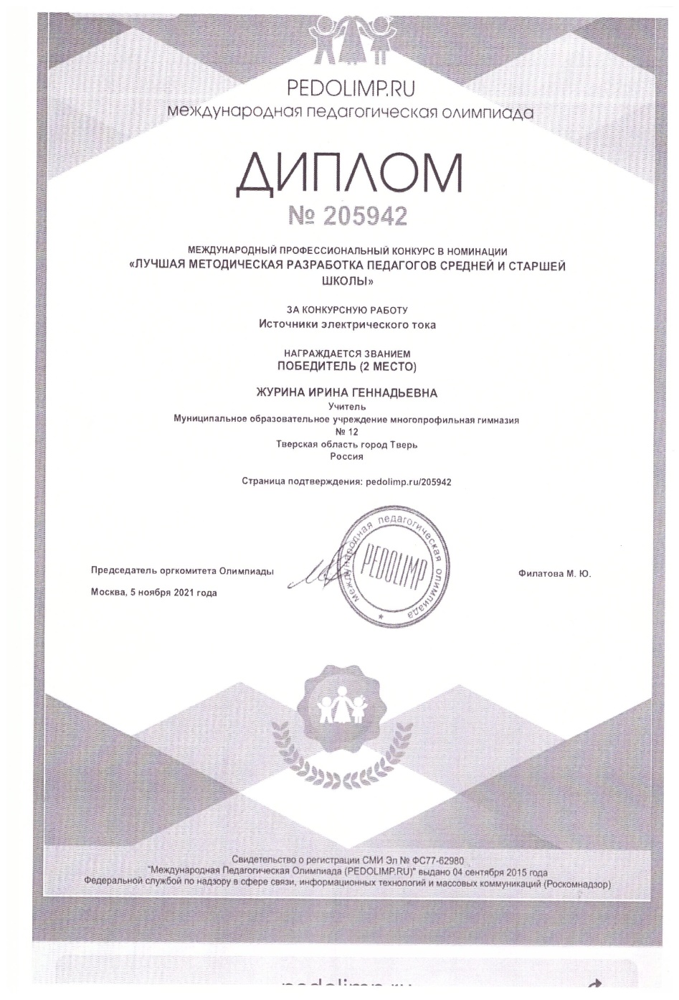 PEDOLIMP.RU
международная педагогическая олимпиада
ДИПЛОМ
№ 205942
МЕЖДУНАРОДНЫЙ ПРОФЕССИОНАЛЬНЫЙ КОНКУРС В НОМИНАЦИИ
«ЛУЧШАЯ МЕТОДИЧЕСКАЯ РАЗРАБОТКА ПЕДАГОГОВ СРЕДНЕЙ И СТАРШЕЙ
ШКОЛЫ»
ЗА КОНКУРСНУЮ РАБОТУ
Источники электрического тока
НАГРАЖДАЕТСЯ ЗВАНИЕМ
ПОБЕДИТЕЛЬ (2 МЕСТО)
ЖУРИНА ИРИНА ГЕННАДЬЕВНА
Учитель
Муниципальное образовательное учреждение многопрофильная гимназия
№ 12
Тверская область город Тверь
Россия
Страница подтверждения: pedolimp.ru/205942
международная педагогическая олимпиада
PEDOLIMP
Председатель оргкомитета Олимпиады
Филатова М. Ю.
Москва, 5 ноября 2021 года
Свидетельство о регистрации СМИ Эл № ФС77-62980
"Международная Педагогическая Олимпиада (PEDOLIMP.RU)" выдано 04 сентября 2015 года
Федеральной службой по надзору в сфере связи, информационных технологий и массовых коммуникаций (Роскомнадзор)